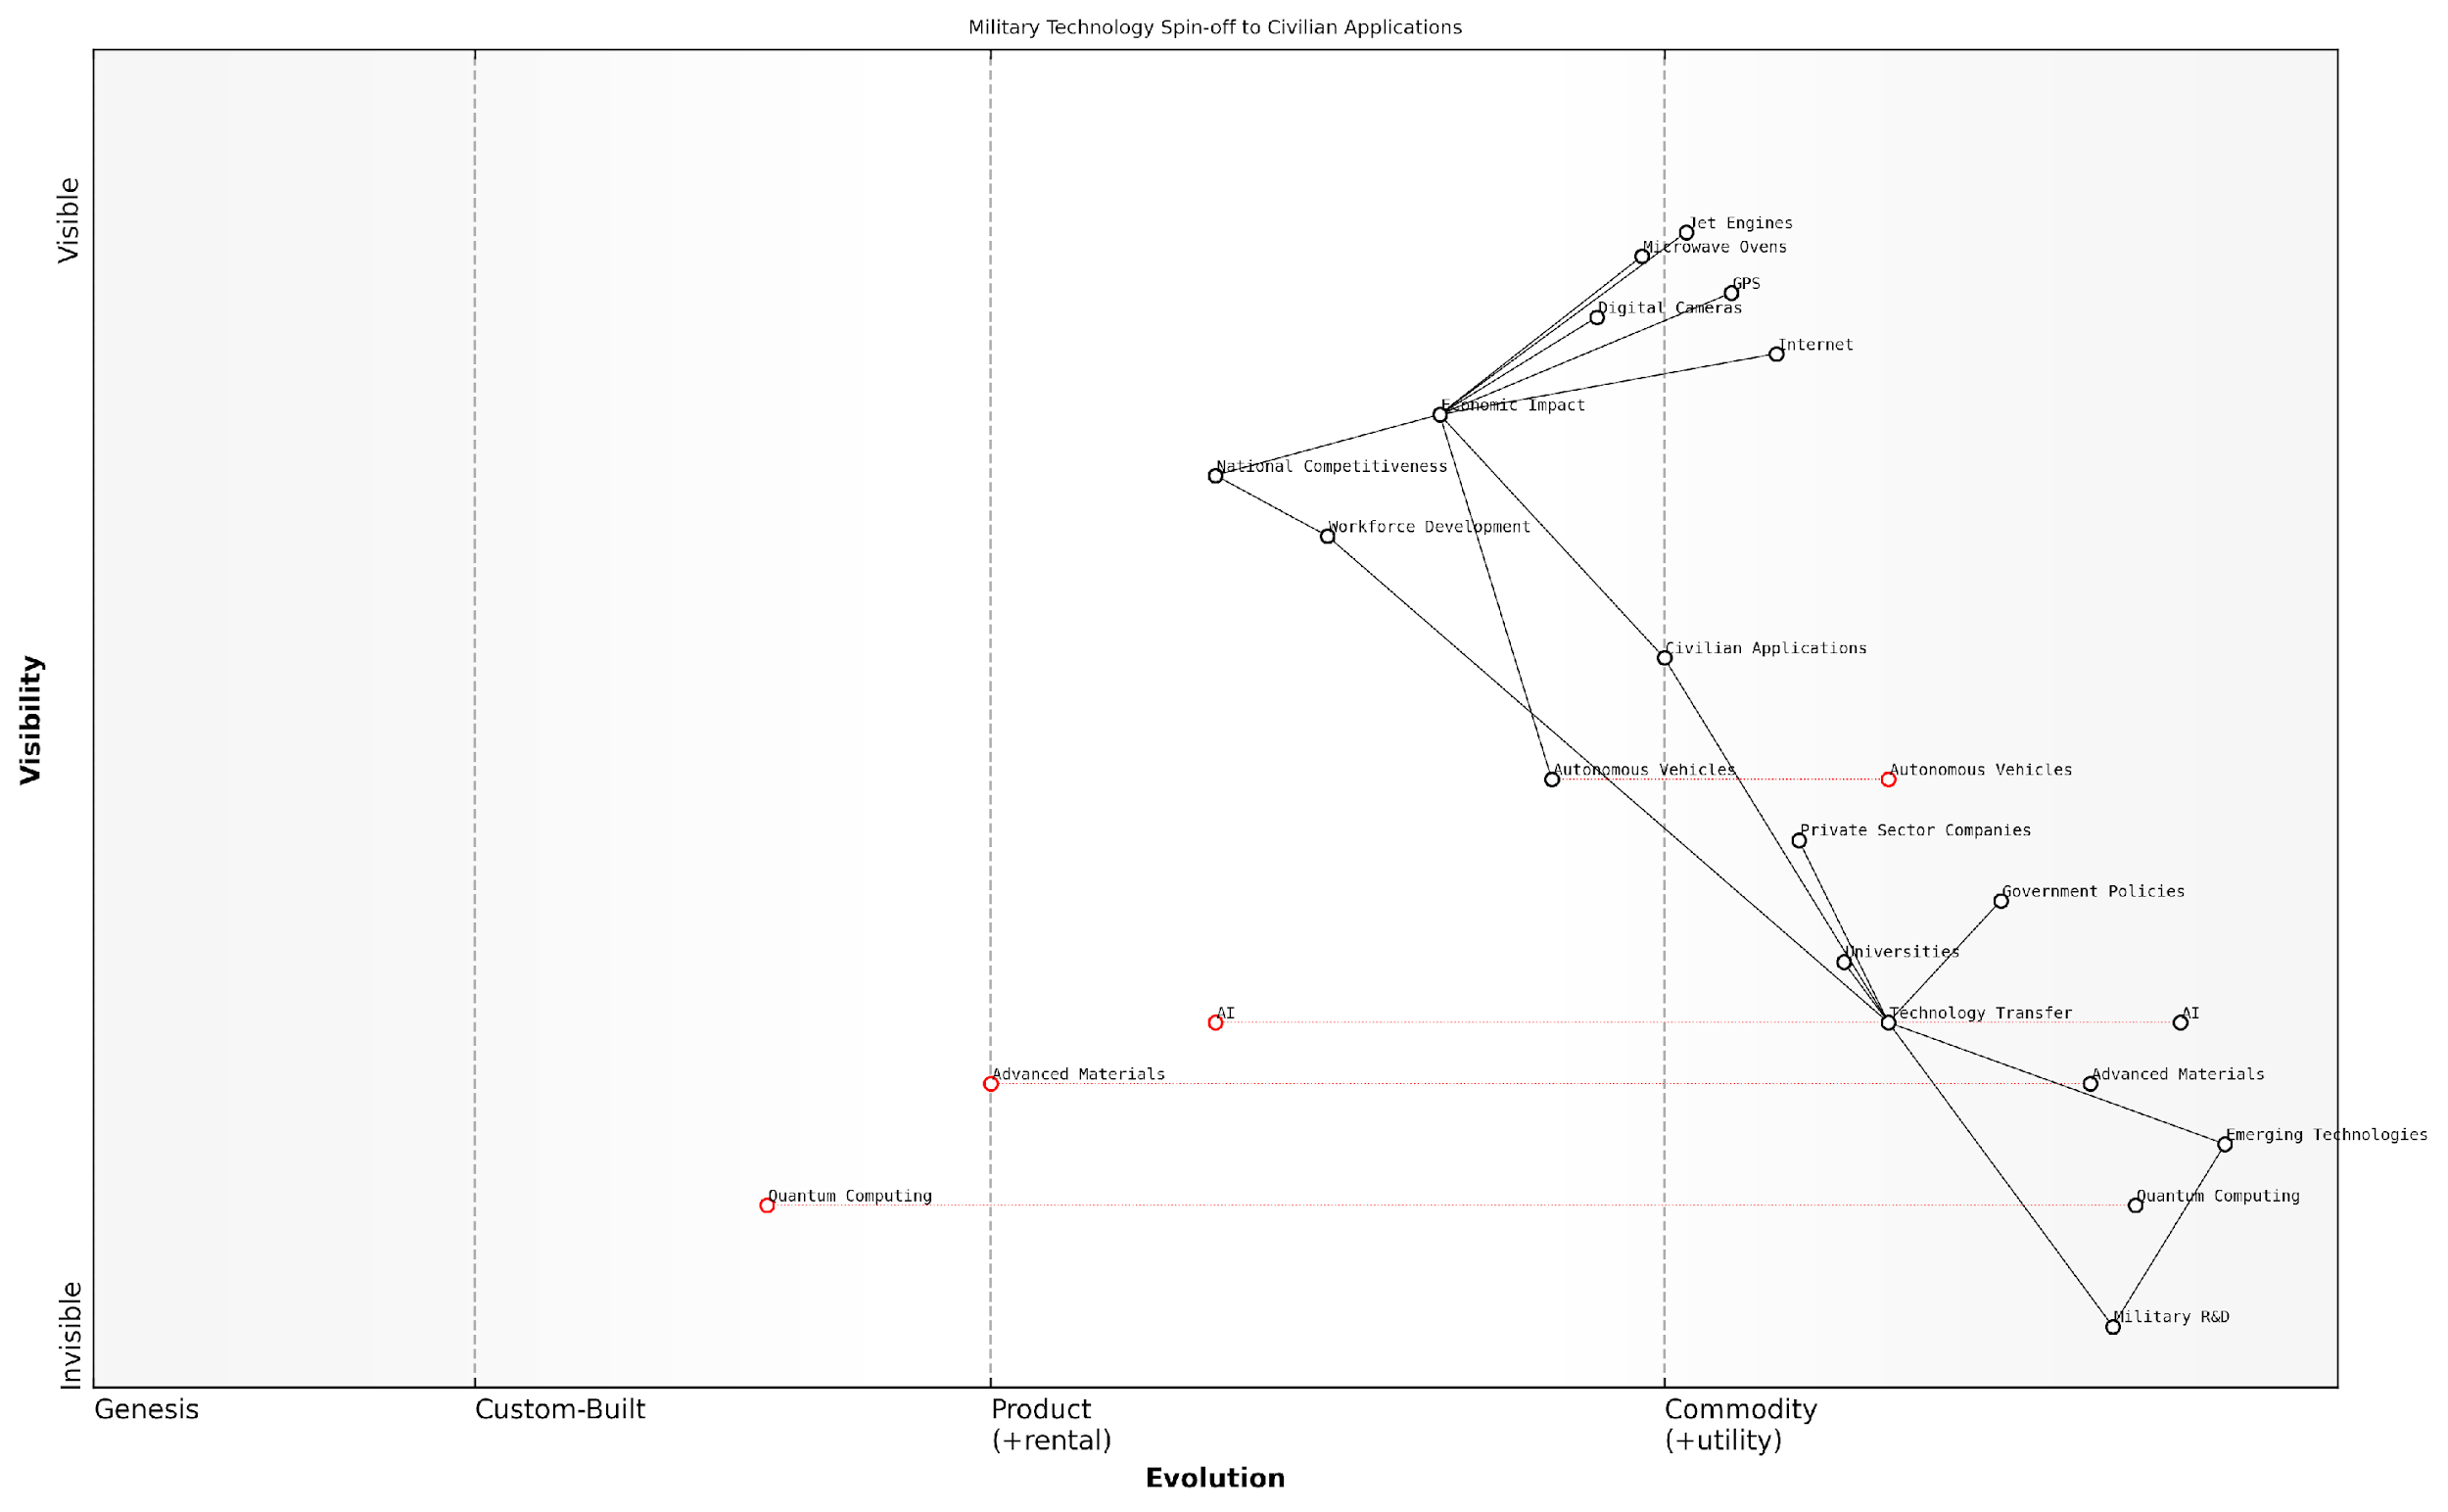 Military Technology Spin-off to Civilian Applications
Visible
Jet Engines
Microwave Ovens
GPS
Digital Cameras
Internet
Economic Impact
National Competitiveness
Workforce Development
Civilian Applications
Visibility
Autonomous Vehicles
Autonomous Vehicles
Private Sector Companies
Government Policies
Universities
AI
Technology Transfer
AI
Advanced Materials
Advanced Materials
Emerging Technologies
Quantum Computing
Quantum Computing
Invisible
Military R&D
Genesis
Custom-Built
Product
(+rental)
Commodity
(+utility)
Evolution